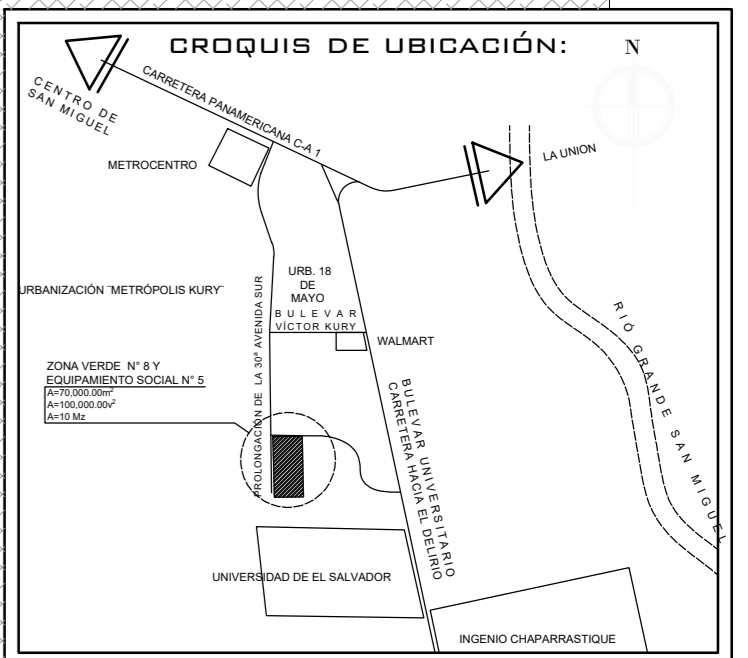 CROQUIS DE UBICACIÓN:
N
CENTRO DE
SAN MIGUEL
CARRETERA PANAMERICANA C-A 1
METROCENTRO
LA UNION
URB. 18
DE
MAYO
URBANIZACIÓN ¨METRÓPOLIS KURY¨
BULEVAR
VÍCTOR KURY
WALMART
RIÓ GRANDE SAN MIGUEL
PROLONGACIÓN DE LA 30ª AVENIDA SUR
ZONA VERDE N° 8 Y
EQUIPAMIENTO SOCIAL N° 5
A=70,000.00m²
A=100,000.00v²
A=10 Mz
BULEVAR UNIVERSITARIO
CARRETERA HACIA EL DELIRIO
UNIVERSIDAD DE EL SALVADOR
INGENIO CHAPARRASTIQUE